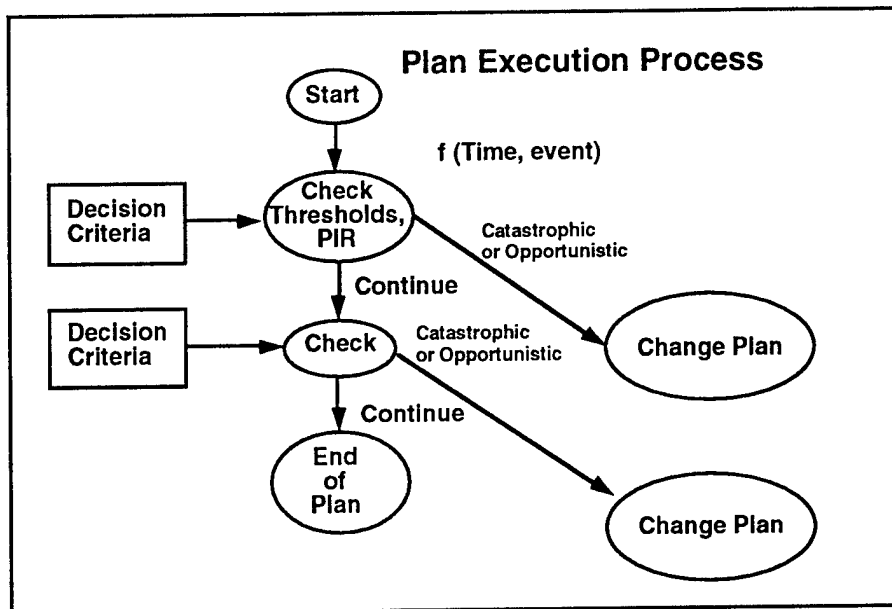 Plan Execution Process
Start
f (Time, event)
Decision
Criteria
Check
Thresholds,
PIR
Catastrophic
or Opportunistic
Continue
Change Plan
Decision
Criteria
Check
Catastrophic
or Opportunistic
Continue
End
of
Plan
Change Plan